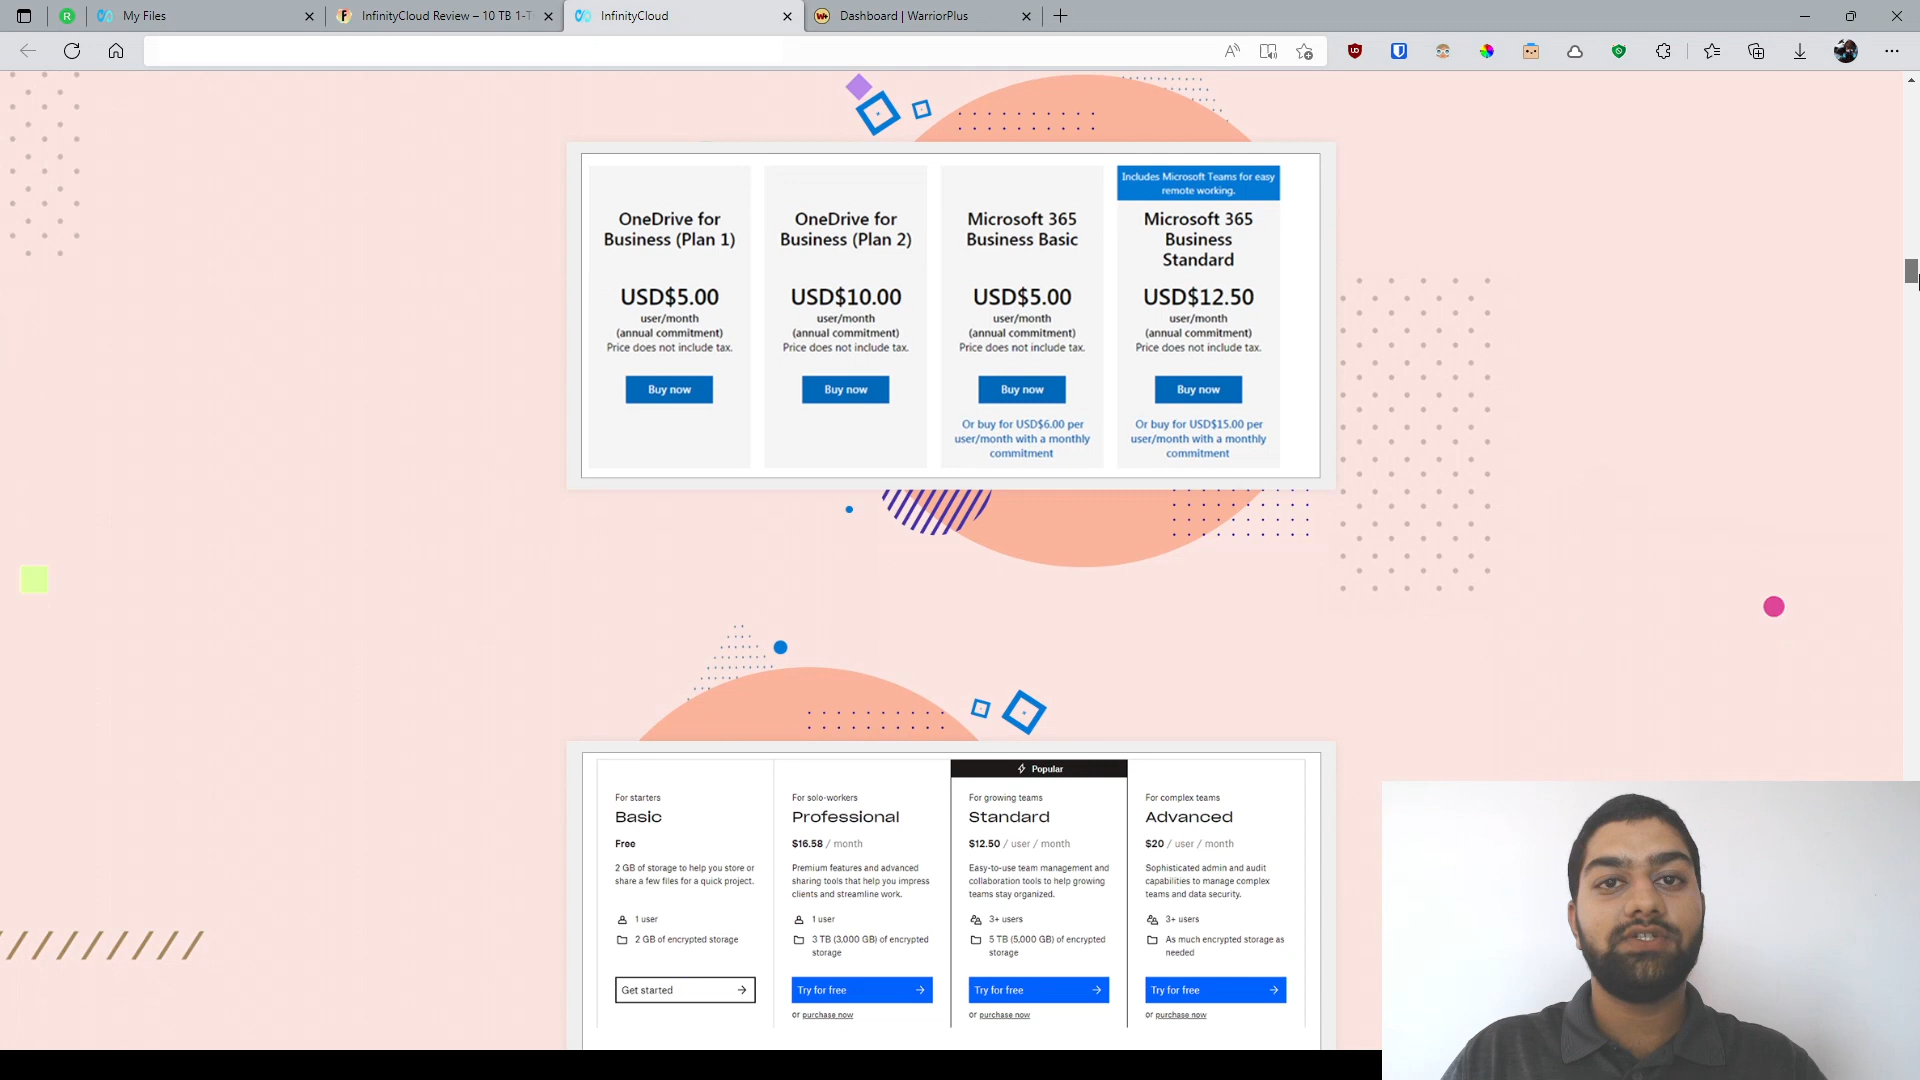 My Files
InfinityCloud Review – 10 TB 1-T
InfinityCloud
Dashboard | WarriorPlus
Includes Microsoft Teams for easy
remote working.
OneDrive for
Business (Plan 1)
USD$5.00
user/month
(annual commitment)
Price does not include tax.
Buy now
OneDrive for
Business (Plan 2)
USD$10.00
user/month
(annual commitment)
Price does not include tax.
Buy now
Microsoft 365
Business Basic
USD$5.00
user/month
(annual commitment)
Price does not include tax.
Buy now
Or buy for USD$6.00 per
user/month with a monthly
commitment
Microsoft 365
Business
Standard
USD$12.50
user/month
(annual commitment)
Price does not include tax.
Buy now
Or buy for USD$15.00 per
user/month with a monthly
commitment
For starters
Basic
Free
2 GB of storage to help you store or
share a few files for a quick project.
1 user
2 GB of encrypted storage
Get started
For solo-workers
Professional
$16.58 / month
Premium features and advanced
sharing tools that help you impress
clients and streamline work.
1 user
3 TB (3,000 GB) of encrypted
storage
Try for free
or purchase now
Popular
For growing teams
Standard
$12.50 / user / month
Easy-to-use team management and
collaboration tools to help growing
teams stay organized.
3+ users
5 TB (5,000 GB) of encrypted
storage
Try for free
or purchase now
For complex teams
Advanced
$20 / user / month
Sophisticated admin and audit
capabilities to manage complex
teams and data security.
3+ users
As much encrypted storage as
needed
Try for free
or purchase now